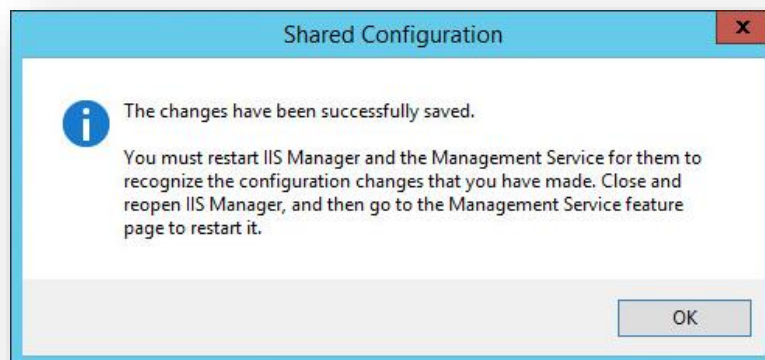 Shared Configuration
x
The changes have been successfully saved.
You must restart IIS Manager and the Management Service for them to
recognize the configuration changes that you have made. Close and
reopen IIS Manager, and then go to the Management Service feature
page to restart it.
OK